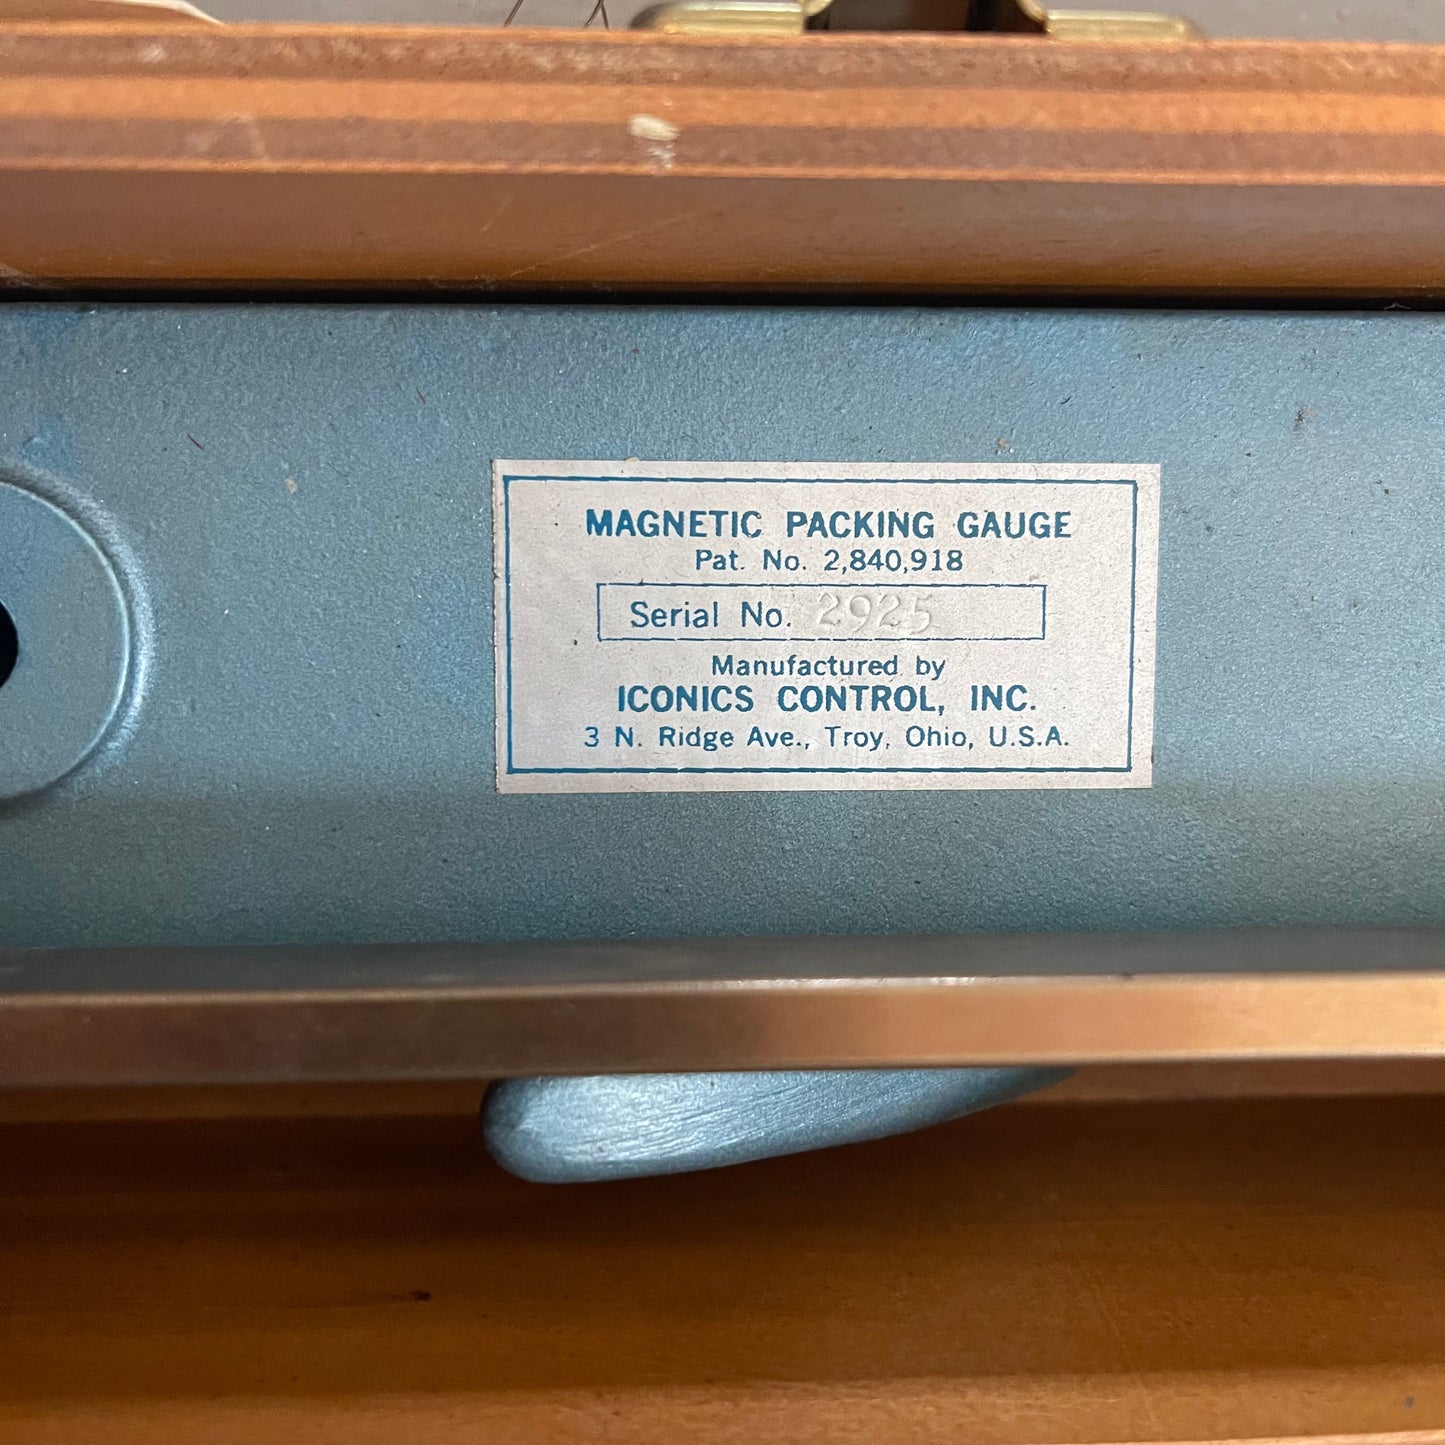 MAGNETIC PACKING GAUGE
Pat. No. 2,840,918
Serial No. 2925
Manufactured by
ICONICS CONTROL, INC.
3 N. Ridge Ave., Troy, Ohio, U.S.A.